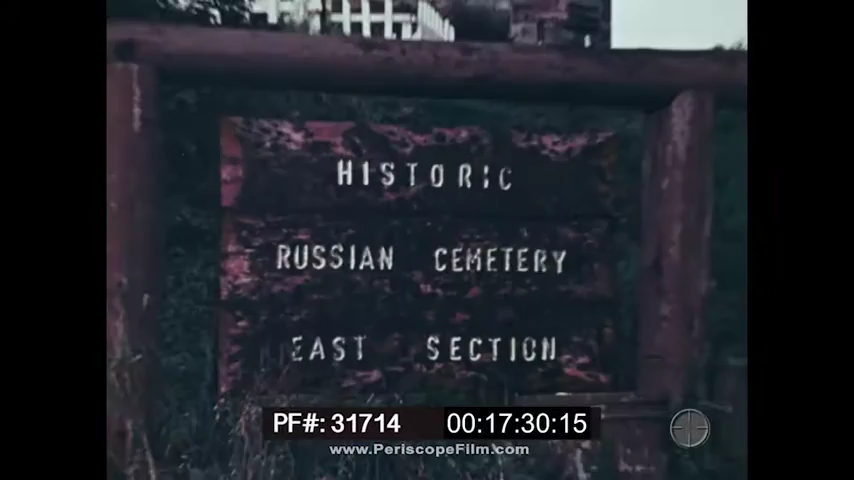 HISTORIC
RUSSIAN CEMETERY
EAST SECTION
PF#: 31714 00:17:30:15
www.PeriscopeFilm.com